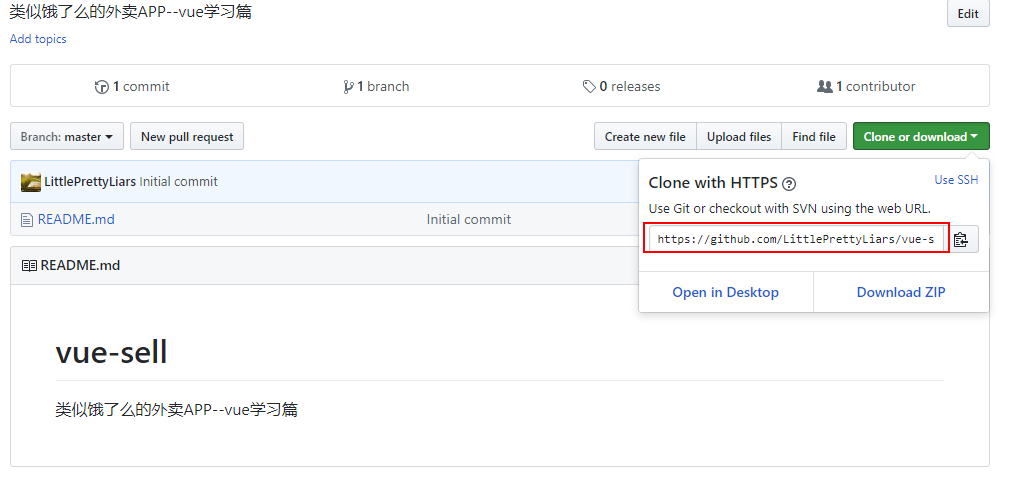 类似饿了么的外卖APP--vue学习篇
Edit
Add topics
1 commit
1 branch
0 releases
1 contributor
Branch: master
New pull request
Create new file
Upload files
Find file
Clone or download
LittlePrettyLiars Initial commit
README.md
Initial commit
Clone with HTTPS
Use SSH
Use Git or checkout with SVN using the web URL.
https://github.com/LittlePrettyLiars/vue-s
Open in Desktop
Download ZIP
README.md
vue-sell
类似饿了么的外卖APP--vue学习篇